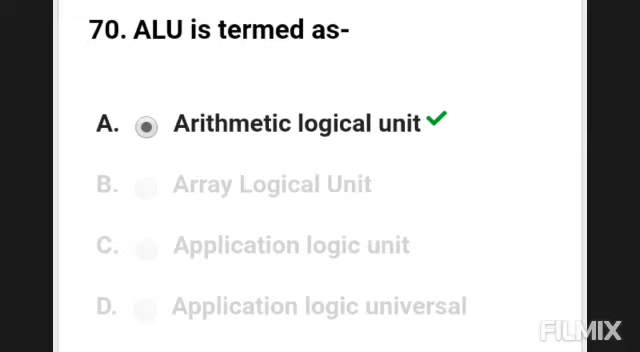 70. ALU is termed as-
A. Arithmetic logical unit
B. Array Logical Unit
C. Application logic unit
D. Application logic universal
FILMIX